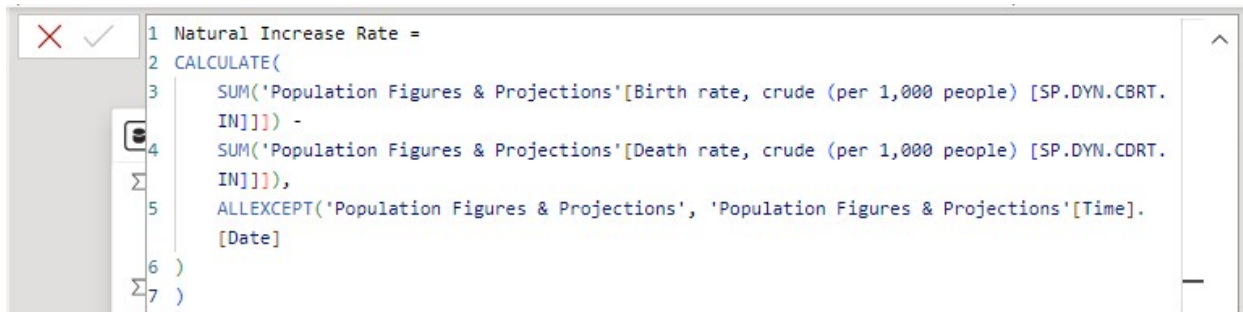 1 Natural Increase Rate =
2 CALCULATE(
3 SUM('Population Figures & Projections'[Birth rate, crude (per 1,000 people) [SP.DYN.CBRT.
IN]]]) -
4 SUM('Population Figures & Projections'[Death rate, crude (per 1,000 people) [SP.DYN.CDRT.
IN]]]),
5 ALLEXCEPT('Population Figures & Projections', 'Population Figures & Projections'[Time].
[Date]
6 )
7 )